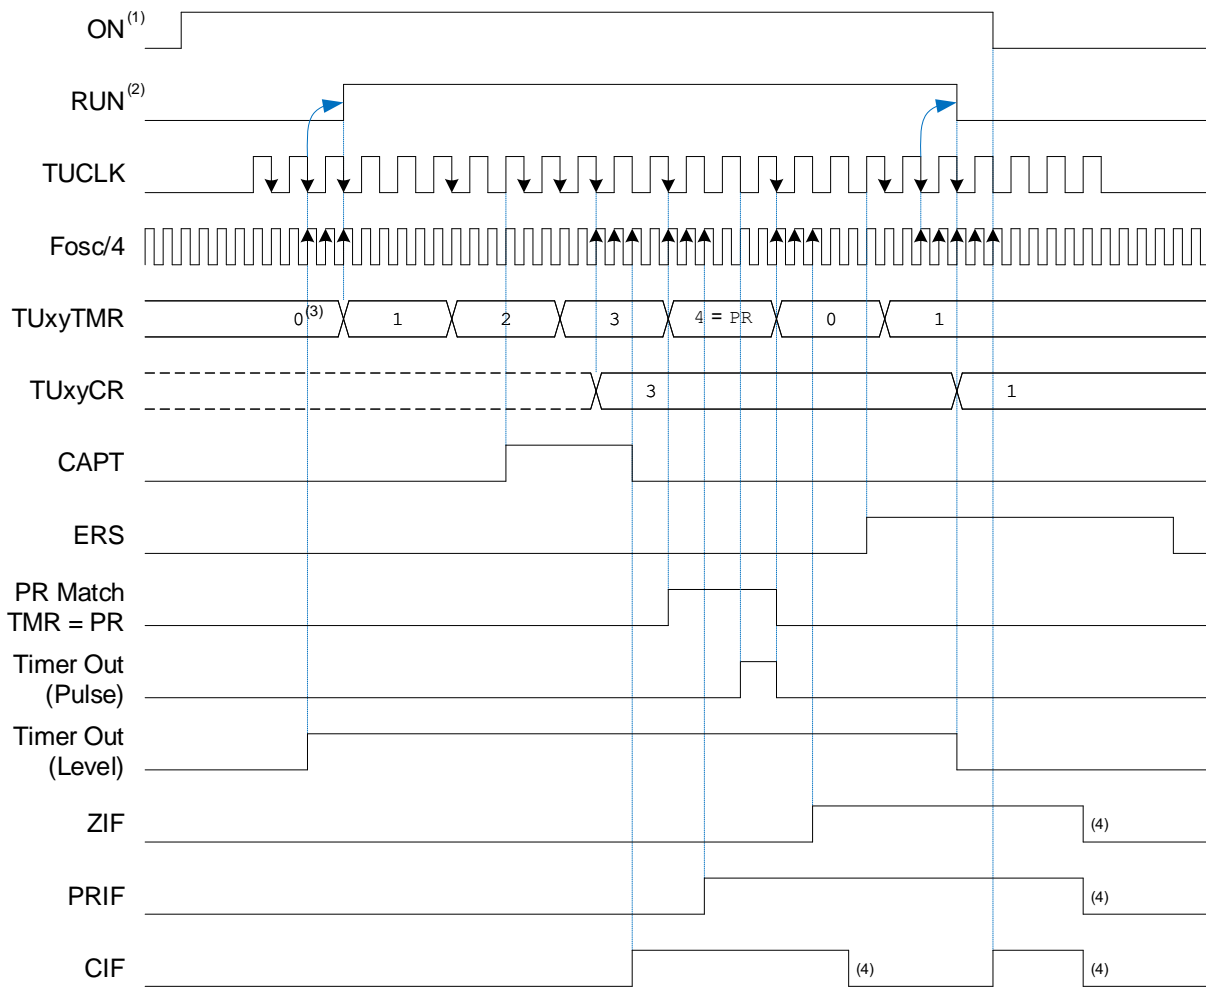 ON(1)
RUN(2)
TUCLK
Fosc/4
TUxyTMR 0(3) 1 2 3 4 = PR 0 1
TUxyCR 3 1
CAPT
ERS
PR Match
TMR = PR
Timer Out
(Pulse)
Timer Out
(Level)
ZIF (4)
PRIF (4)
CIF (4) (4)